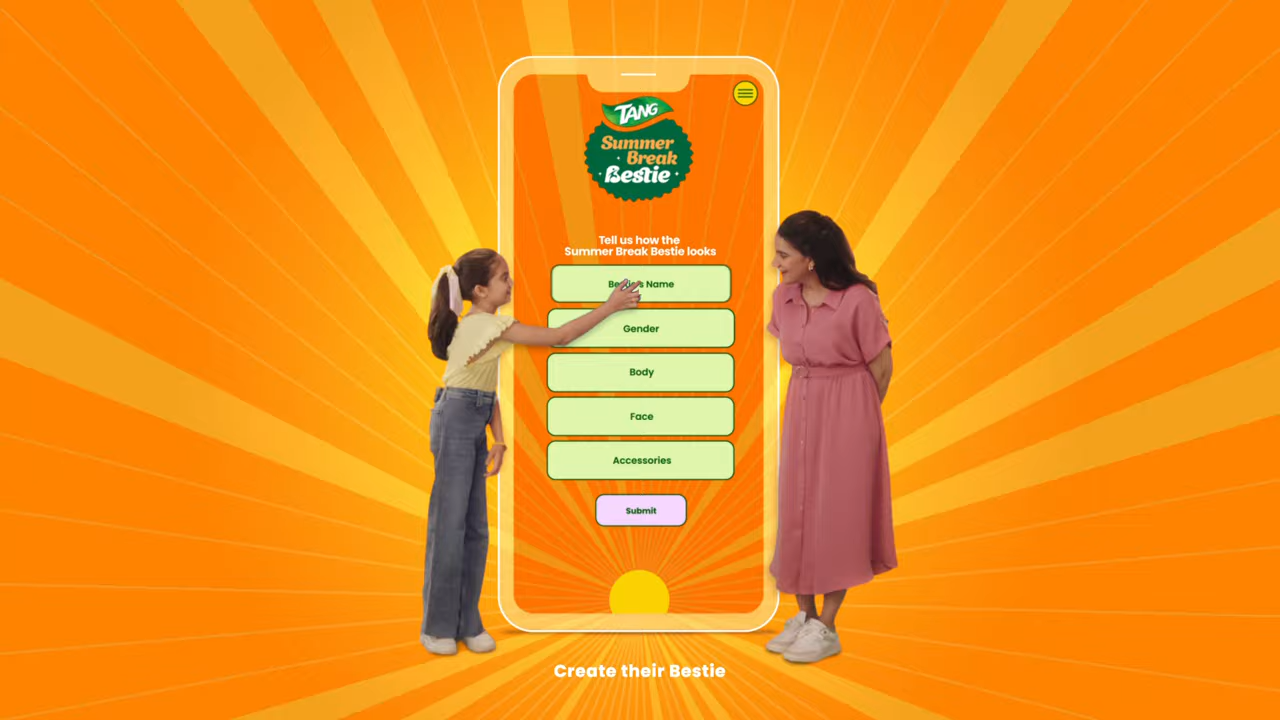 TANG
Summer
Break
Bestie
Tell us how the
Summer Break Bestie looks
Name
Gender
Body
Face
Accessories
Submit
Create their Bestie